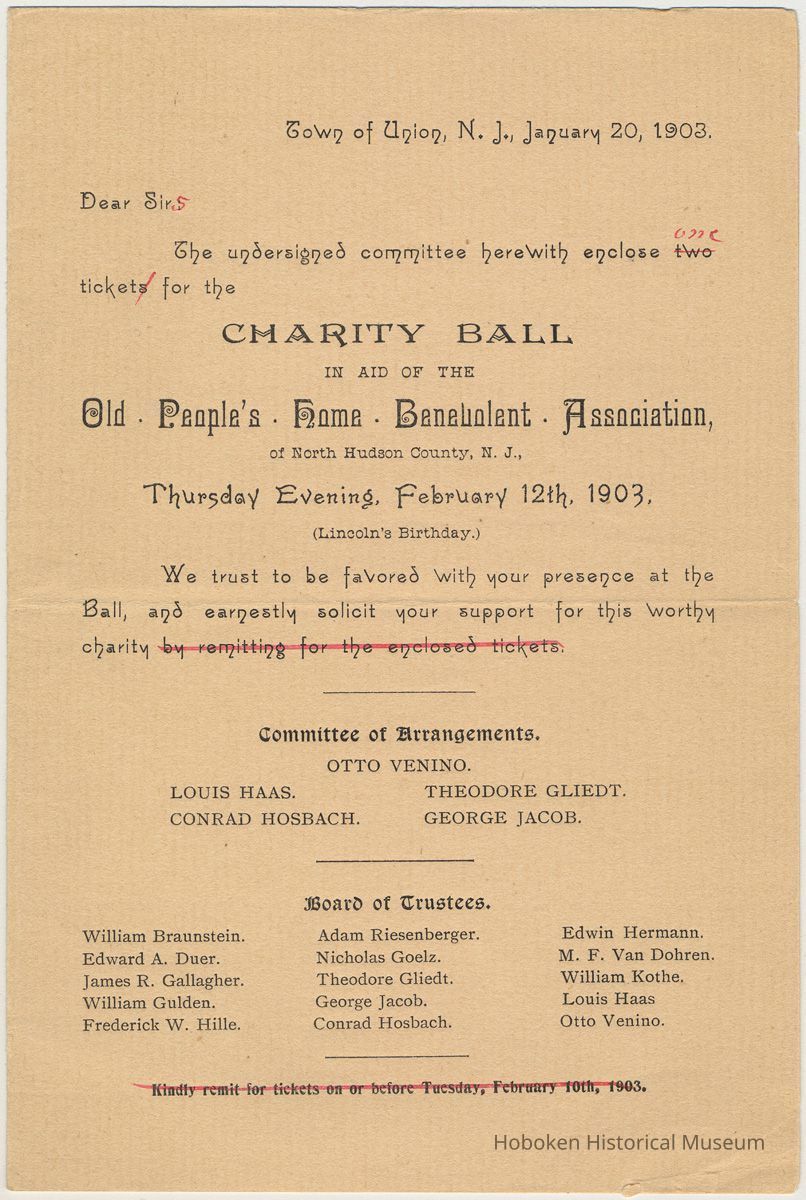 Town of Union, N. J., January 20, 1903.
Dear Sirs
one
The undersigned committee herewith enclose two
tickets for the
CHARITY BALL
IN AID OF THE
Old · People's · Home · Benevolent · Association,
of North Hudson County, N. J.,
Thursday Evening, February 12th, 1903,
(Lincoln's Birthday.)
We trust to be favored with your presence at the
Ball, and earnestly solicit your support for this worthy
charity by remitting for the enclosed tickets.
Committee of Arrangements.
OTTO VENINO.
LOUIS HAAS. THEODORE GLIEDT.
CONRAD HOSBACH. GEORGE JACOB.
Board of Trustees.
William Braunstein. Adam Riesenberger. Edwin Hermann.
Edward A. Duer. Nicholas Goelz. M. F. Van Dohren.
James R. Gallagher. Theodore Gliedt. William Kothe.
William Gulden. George Jacob. Louis Haas
Frederick W. Hille. Conrad Hosbach. Otto Venino.
Kindly remit for tickets on or before Tuesday, February 10th, 1903.
Hoboken Historical Museum